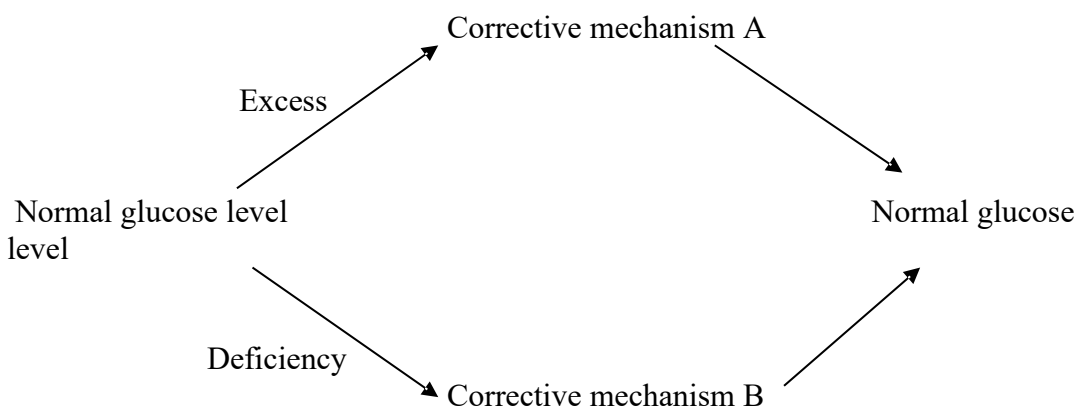 Corrective mechanism A
Excess
Normal glucose level Normal glucose
level
Deficiency
Corrective mechanism B